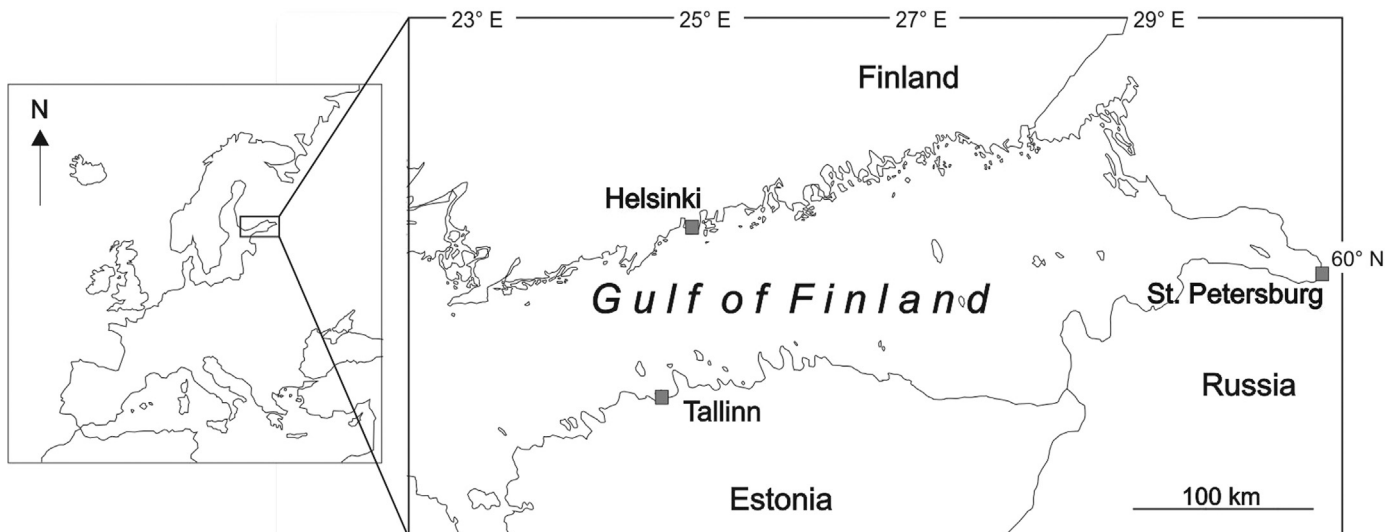 23° E
25° E
27° E
29° E
N
Finland
Helsinki
60° N
Gulf of Finland
St. Petersburg
Russia
Tallinn
Estonia
100 km